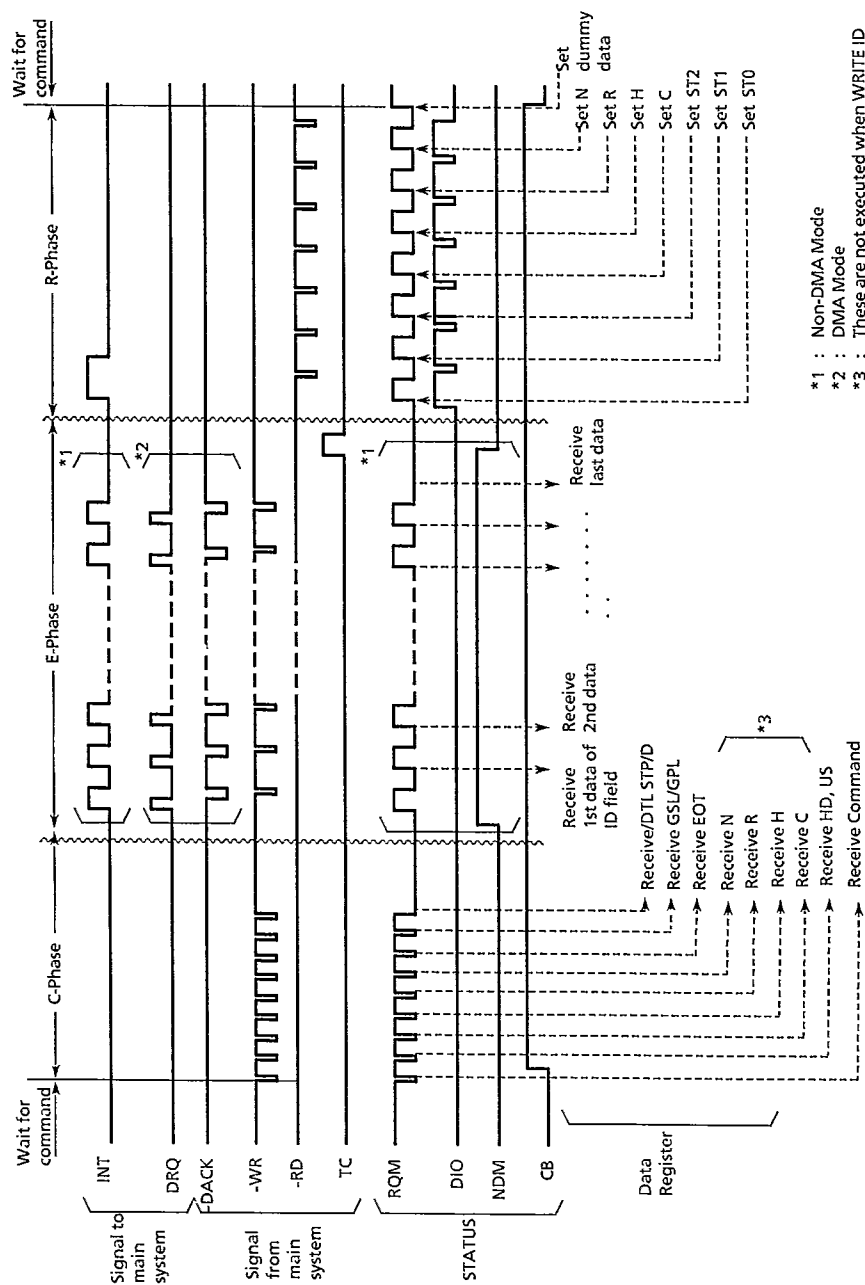 Wait for
command
C-Phase
E-Phase
R-Phase
Wait for
command
Signal to
main
system
INT
*1
DRQ
*2
Signal
from
main
system
-DACK
-WR
-RD
TC
STATUS
RQM
*1
DIO
NDM
CB
Data
Register
Receive/DTL STP/D
Receive GSL/GPL
Receive EOT
Receive N
Receive R
Receive H
Receive C
*3
Receive HD, US
Receive Command
Receive
1st data of
ID field
Receive
2nd data
Receive
last data
Set
dummy
data
Set N
Set R
Set H
Set C
Set ST2
Set ST1
Set ST0
*1 : Non-DMA Mode
*2 : DMA Mode
*3 : These are not executed when WRITE ID